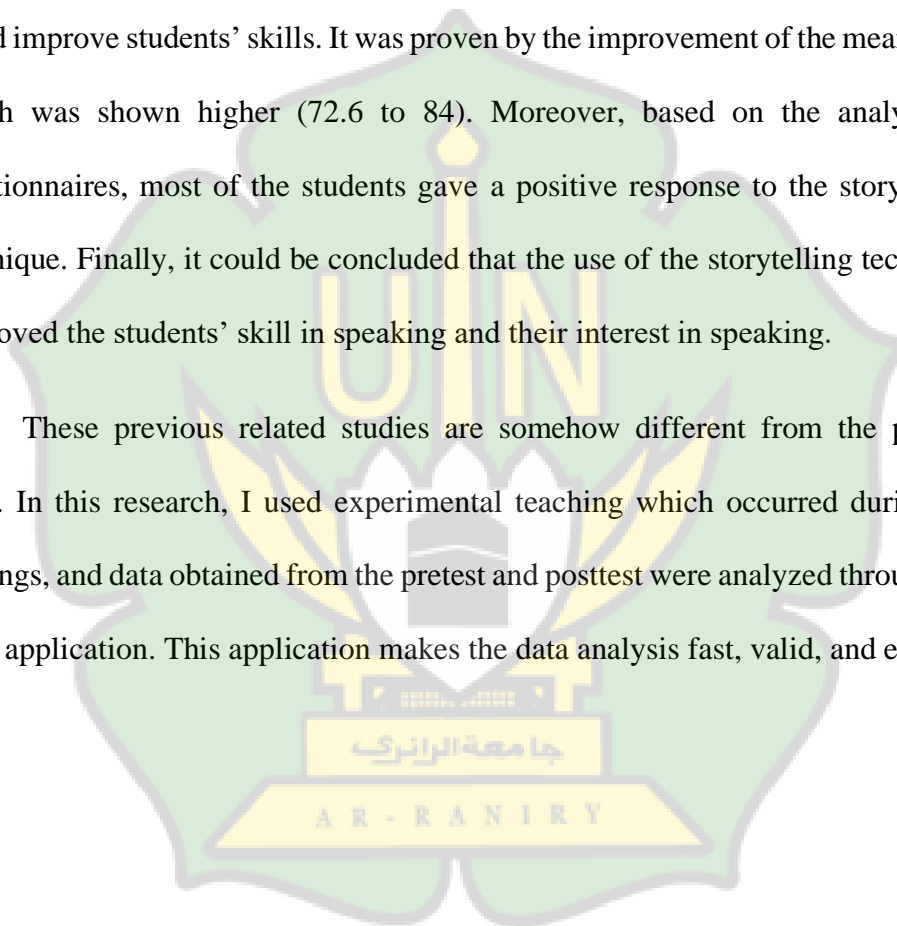 d improve students’ skills. It was proven by the improvement of the mean
h was shown higher (72.6 to 84). Moreover, based on the analy
tionnaires, most of the students gave a positive response to the story
nique. Finally, it could be concluded that the use of the storytelling tec
oved the students’ skill in speaking and their interest in speaking.
These previous related studies are somehow different from the p
. In this research, I used experimental teaching which occurred duri
ngs, and data obtained from the pretest and posttest were analyzed throu
application. This application makes the data analysis fast, valid, and e
UIN
جامعةالرانرك
AR-RANIRY